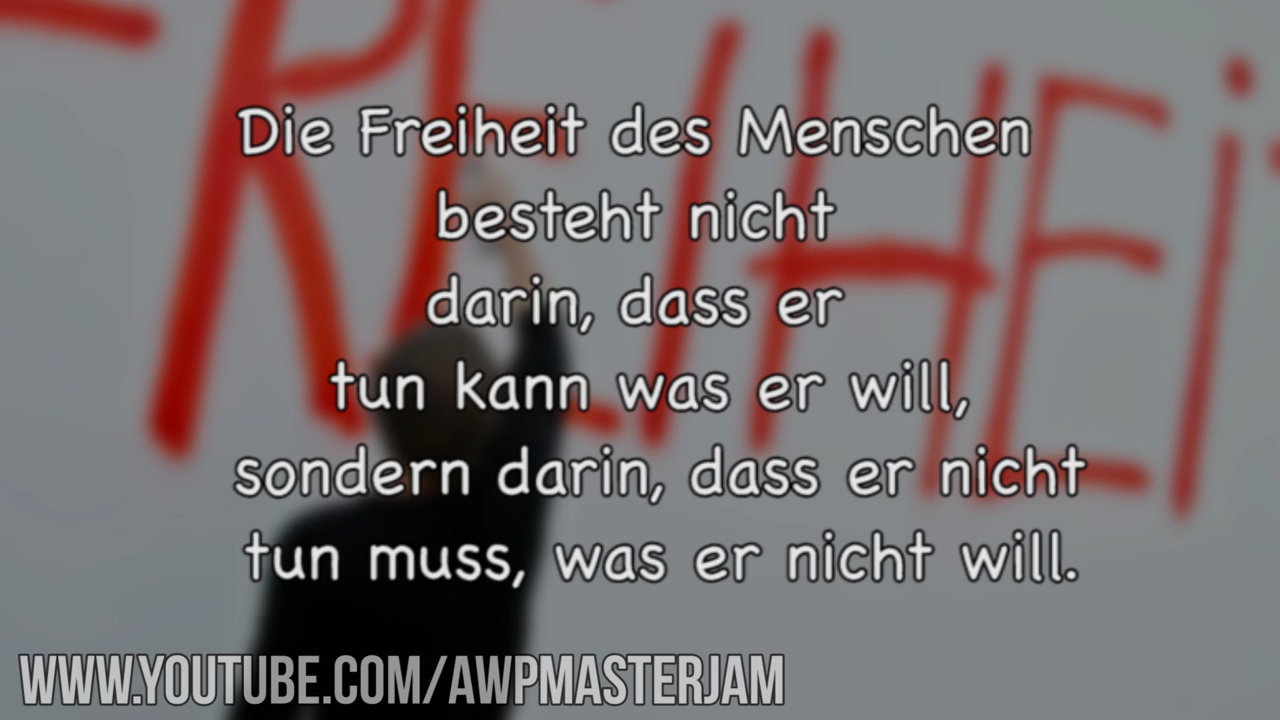 FREIHEiT
Die Freiheit des Menschen
besteht nicht
darin, dass er
tun kann was er will,
sondern darin, dass er nicht
tun muss, was er nicht will.
WWW.YOUTUBE.COM/AWPMASTERJAM